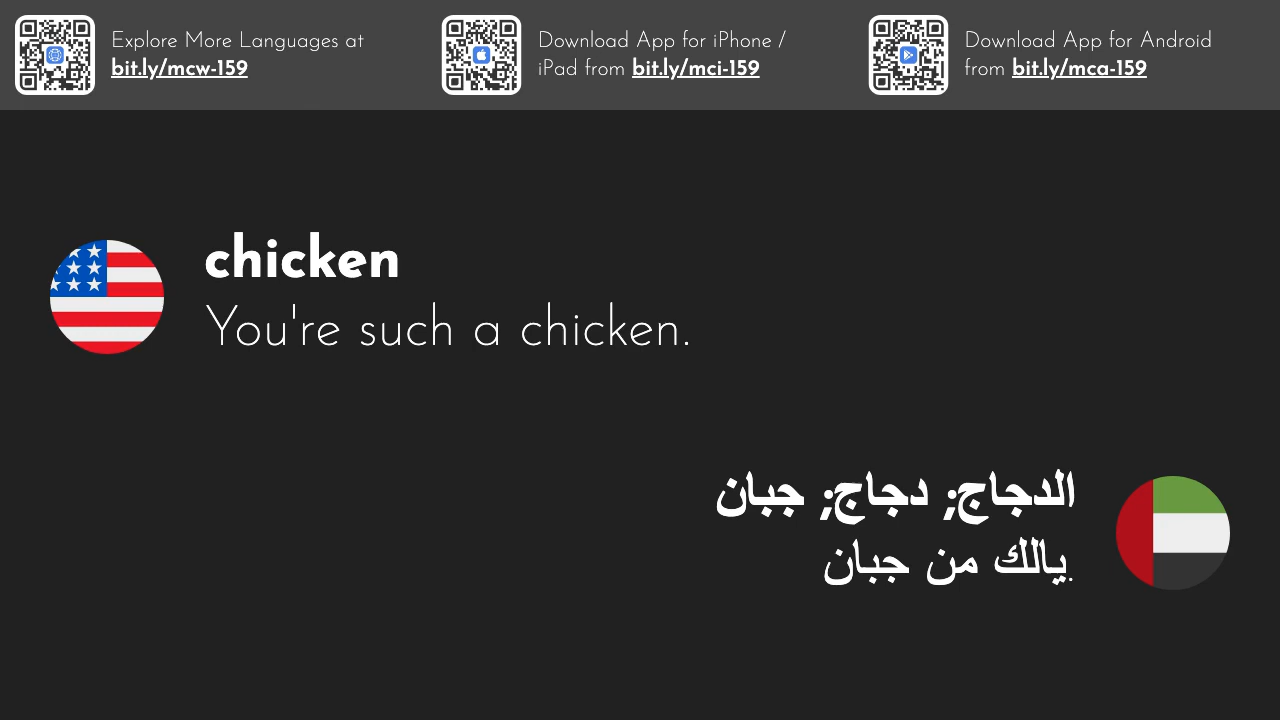 Explore More Languages at
bit.ly/mcw-159
Download App for iPhone /
iPad from bit.ly/mci-159
Download App for Android
from bit.ly/mca-159
chicken
You're such a chicken.
الدجاج; دجاج; جبان
يالك من جبان.